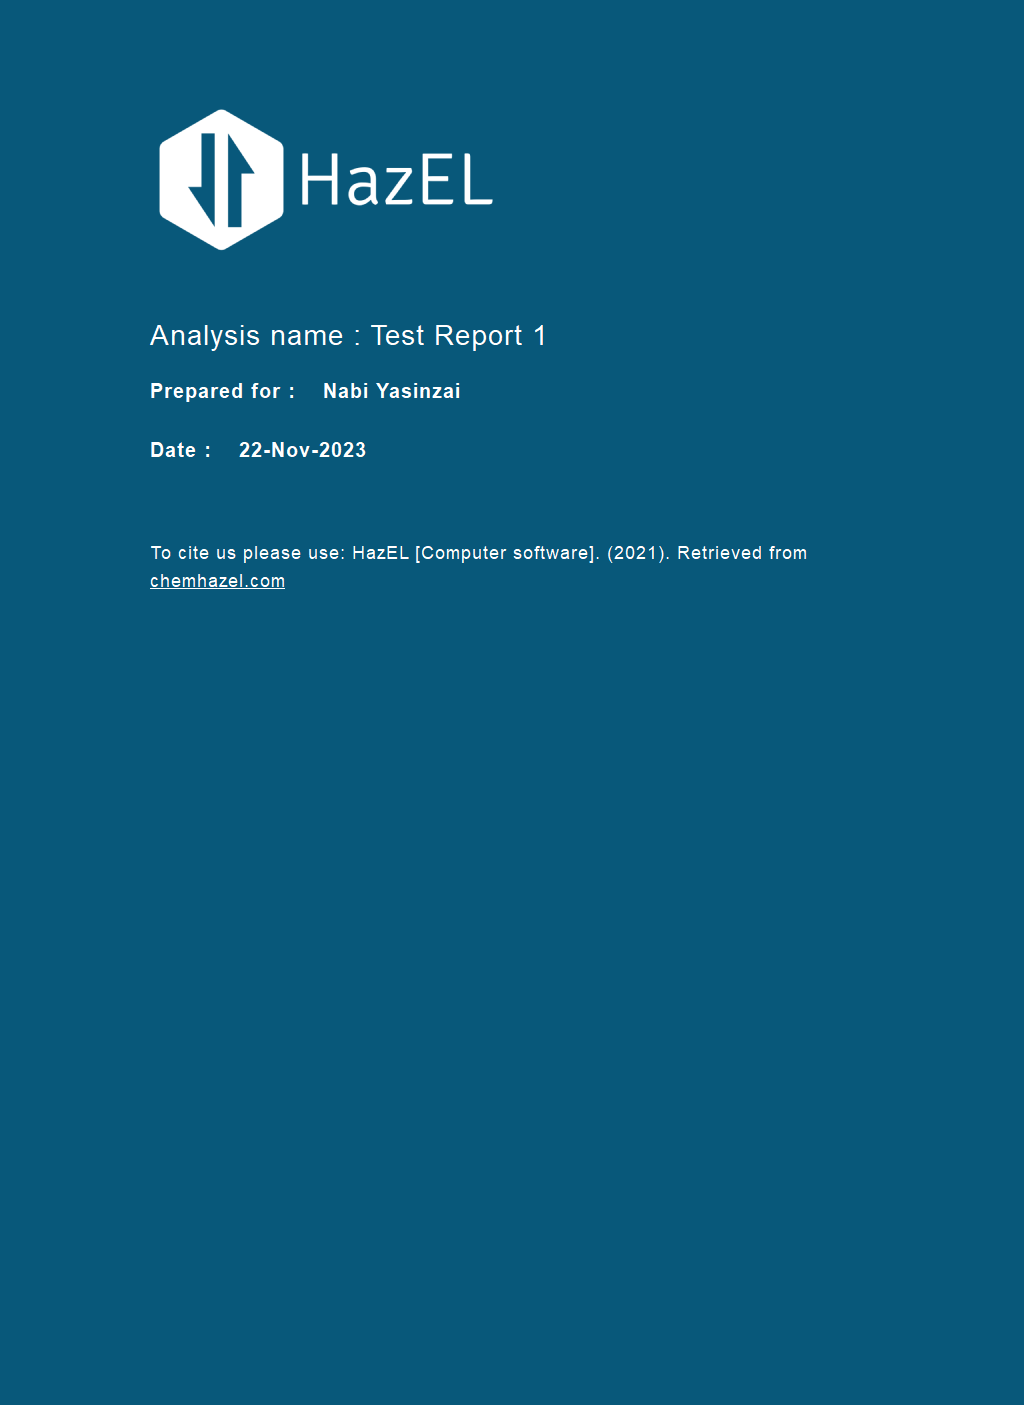 HazEL
Analysis name : Test Report 1
Prepared for : Nabi Yasinzai
Date : 22-Nov-2023
To cite us please use: HazEL [Computer software]. (2021). Retrieved from
chemhazel.com